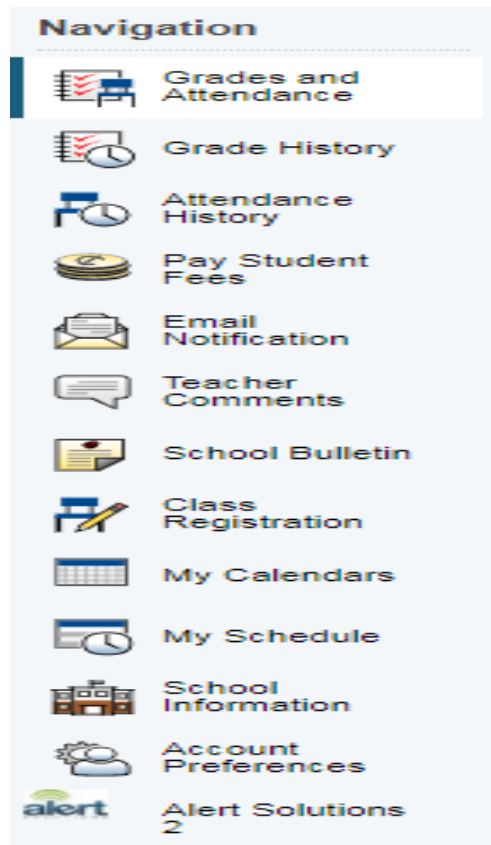 Navigation
Grades and
Attendance
Grade History
Attendance
History
Pay Student
Fees
Email
Notification
Teacher
Comments
School Bulletin
Class
Registration
My Calendars
My Schedule
School
Information
Account
Preferences
alert
Alert Solutions
2